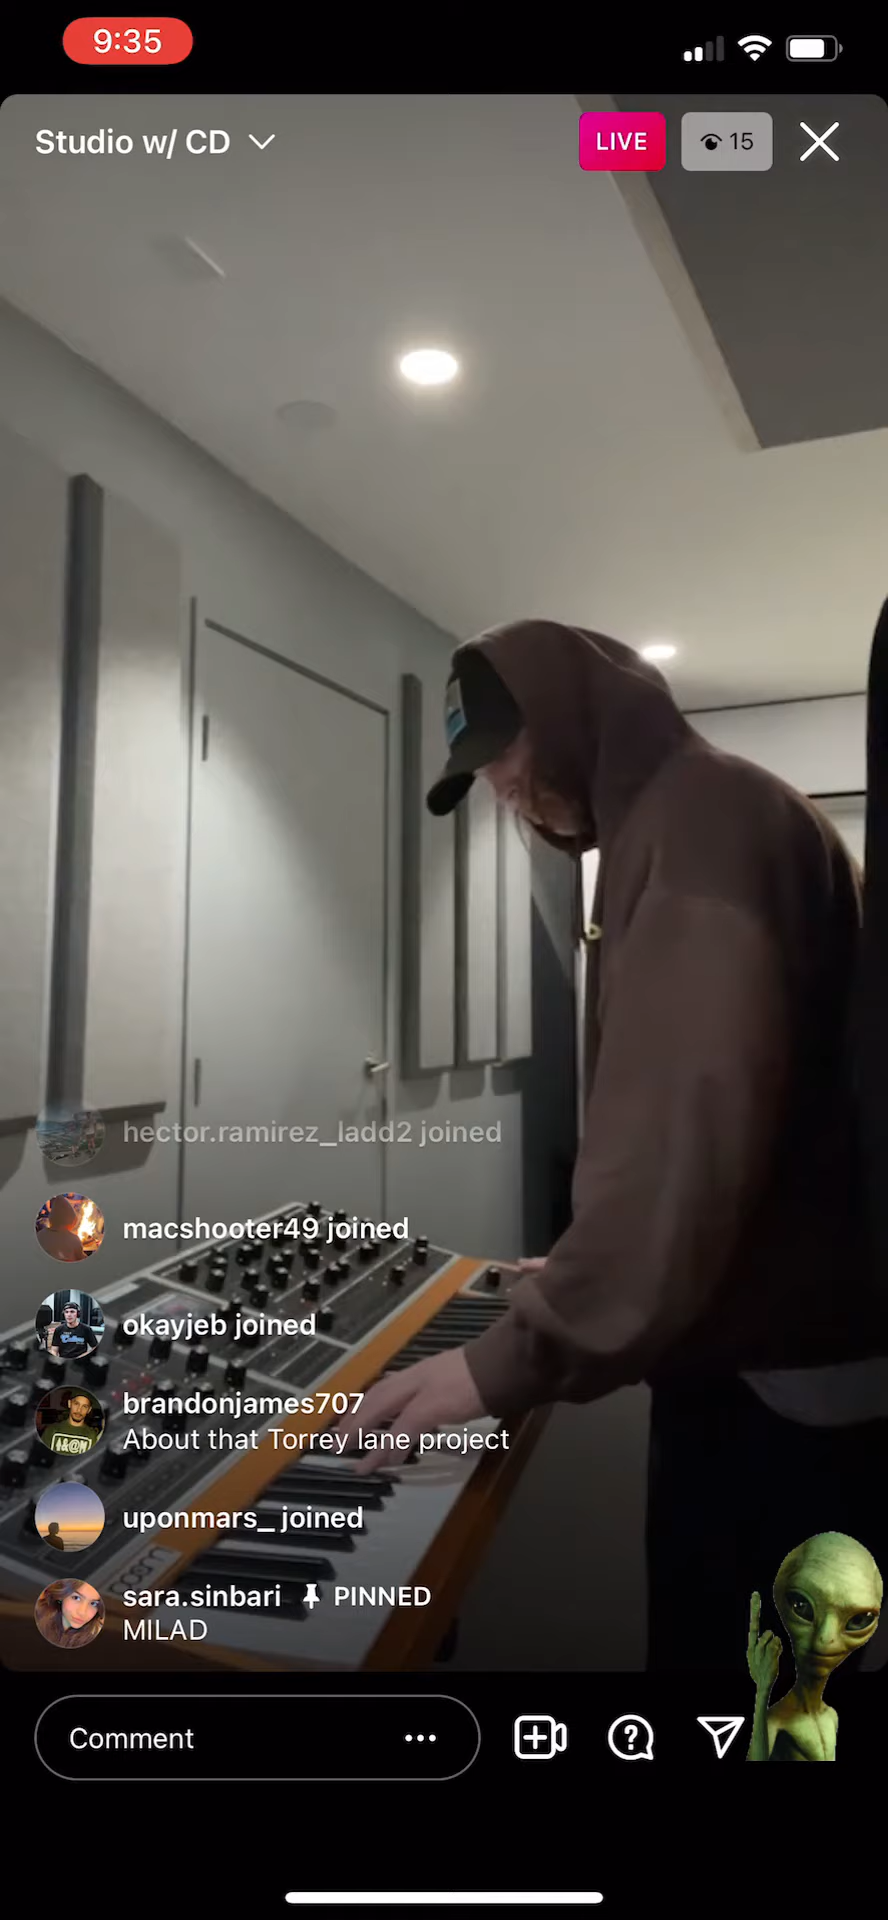 9:35
Studio w/ CD
LIVE
15
hector.ramirez_ladd2 joined
macshooter49 joined
okayjeb joined
brandonjames707
About that Torrey lane project
uponmars_ joined
sara.sinbari PINNED
MILAD
moog
Comment